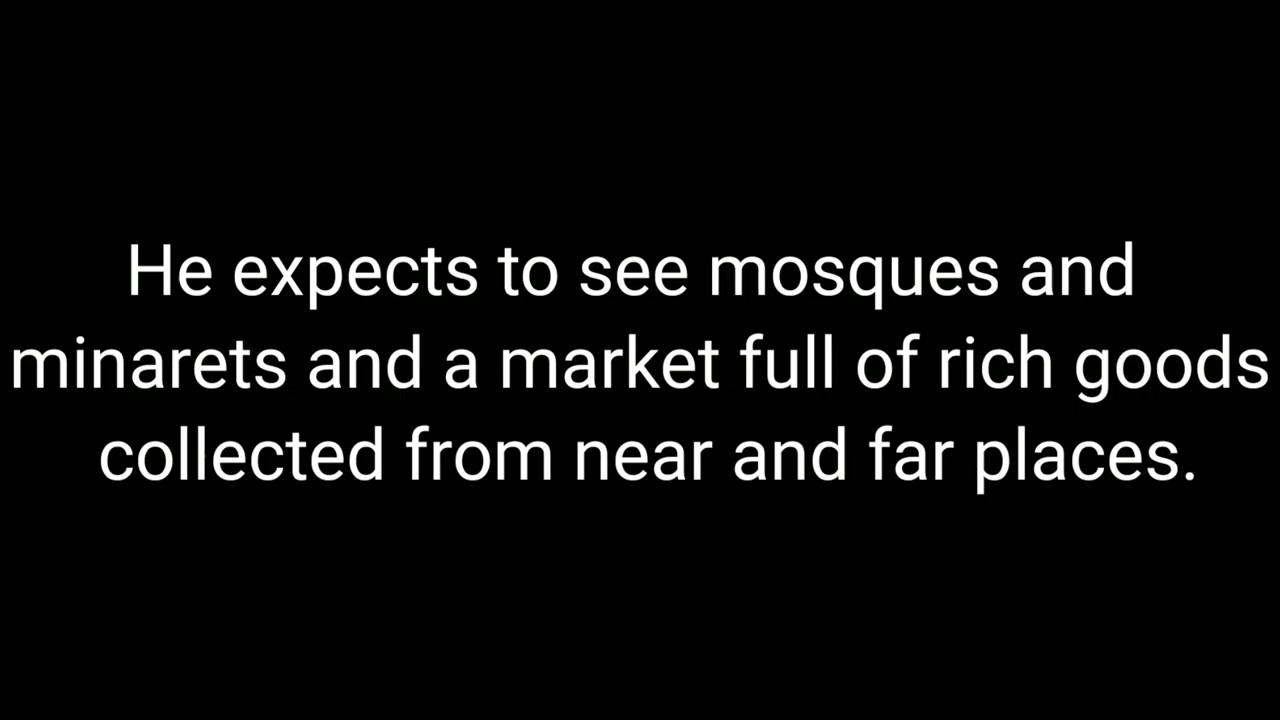 He expects to see mosques and
minarets and a market full of rich goods
collected from near and far places.